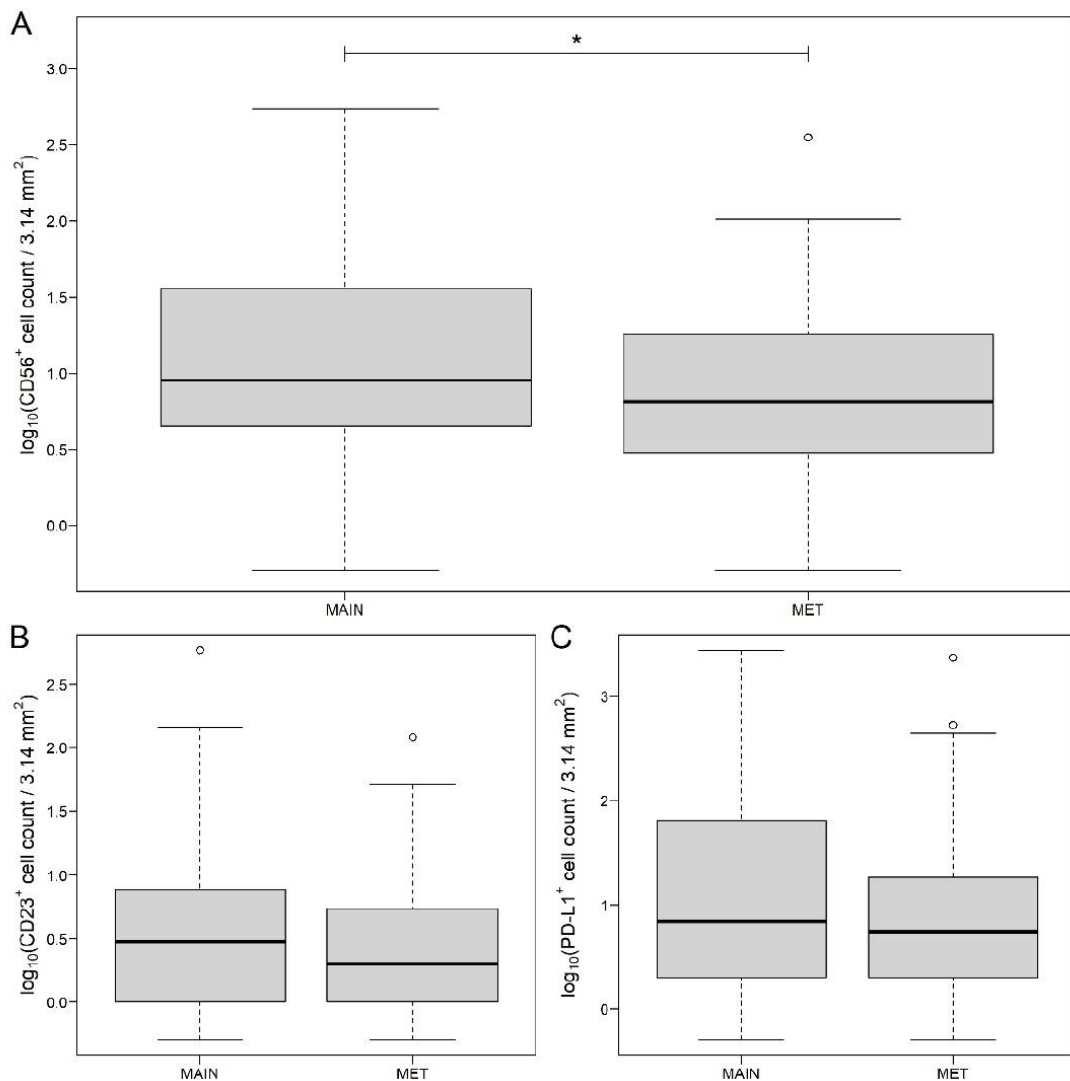 A
*
log₁₀(CD56⁺ cell count / 3.14 mm²)
3.0
2.5
2.0
1.5
1.0
0.5
0.0
MAIN MET
B
log₁₀(CD23⁺ cell count / 3.14 mm²)
2.5
2.0
1.5
1.0
0.5
0.0
MAIN MET
C
log₁₀(PD-L1⁺ cell count / 3.14 mm²)
3
2
1
0
MAIN MET